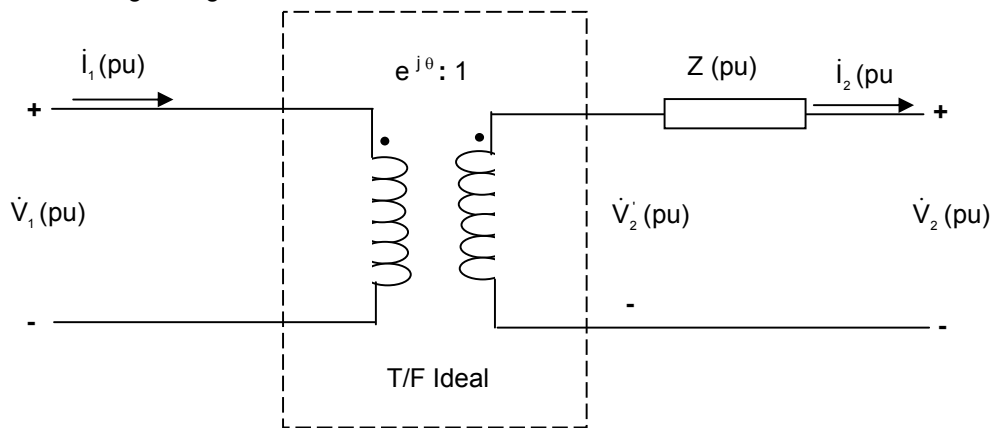 İ₁ (pu)
e^jθ : 1
Z (pu)
İ₂ (pu
+
+
V̇₁ (pu)
V̇₂' (pu)
V̇₂ (pu)
-
-
-
T/F Ideal